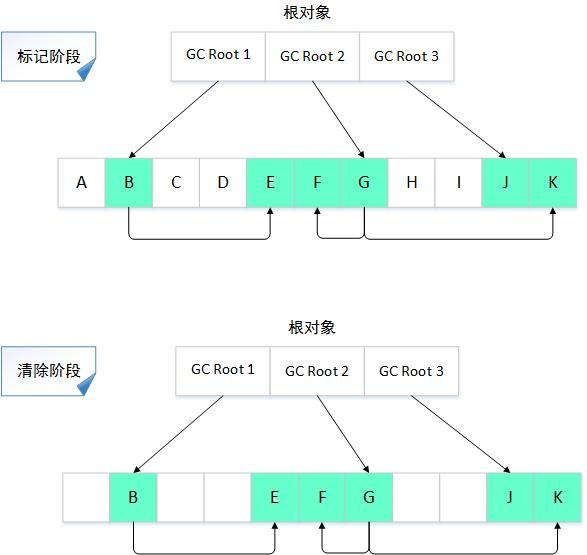 根对象
标记阶段
GC Root 1 GC Root 2 GC Root 3
A B C D E F G H I J K
根对象
清除阶段
GC Root 1 GC Root 2 GC Root 3
B E F G J K